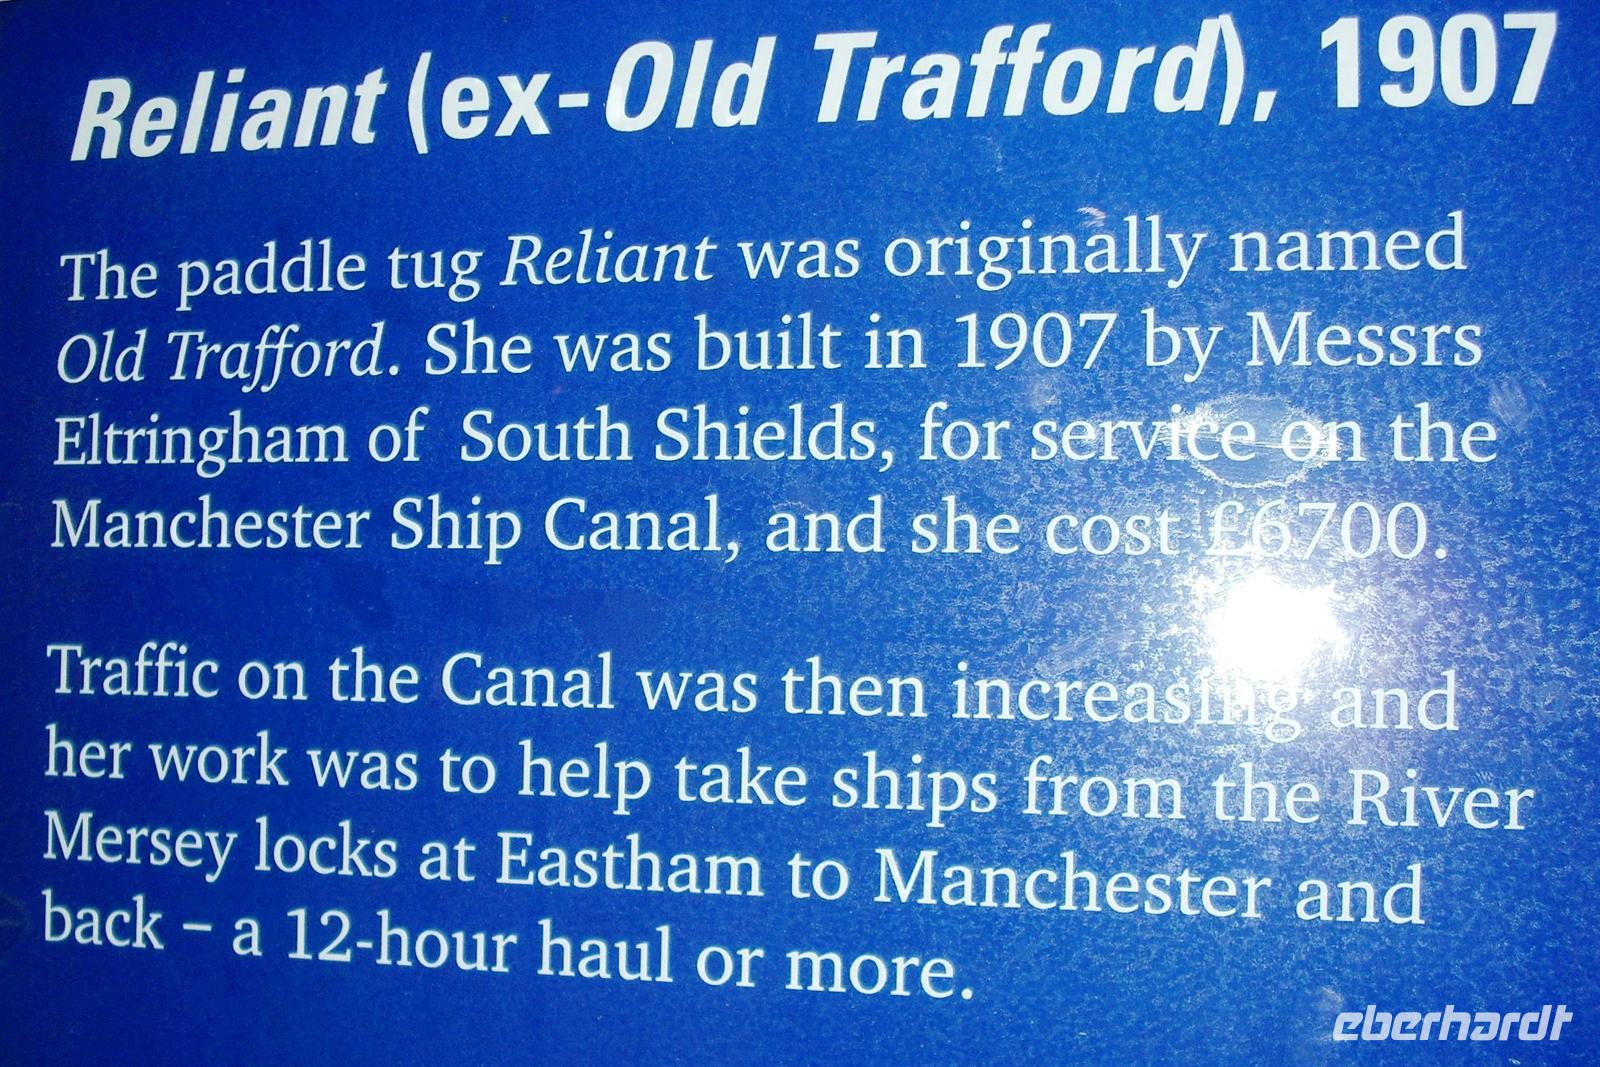 Reliant (ex-Old Trafford), 1907
The paddle tug Reliant was originally named
Old Trafford. She was built in 1907 by Messrs
Eltringham of South Shields, for service on the
Manchester Ship Canal, and she cost £6700.
Traffic on the Canal was then increasing and
her work was to help take ships from the River
Mersey locks at Eastham to Manchester and
back – a 12-hour haul or more.
eberhardt